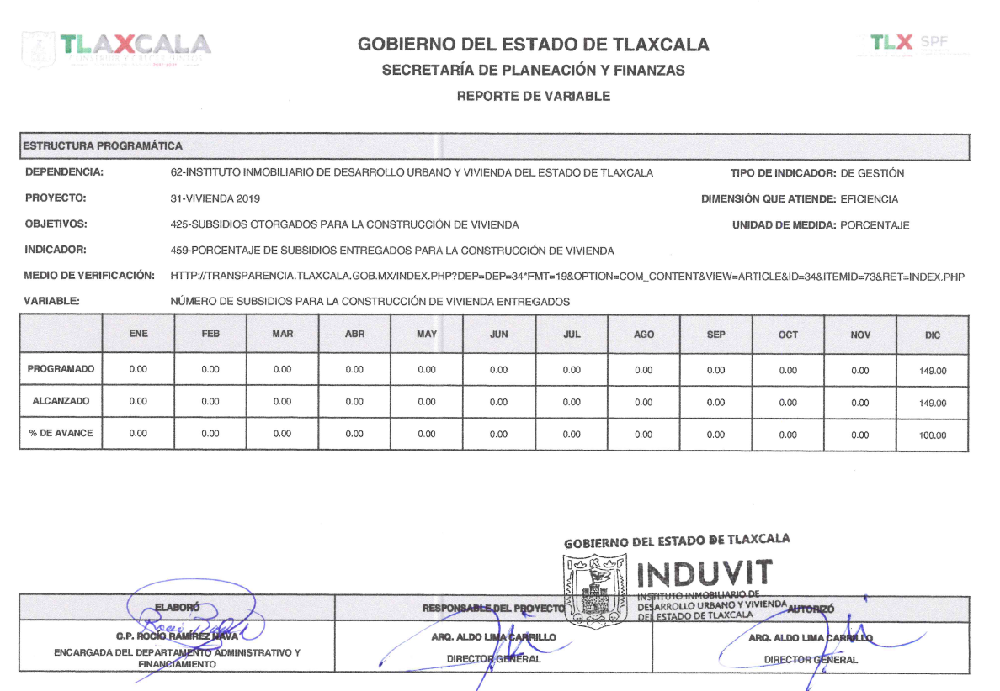 TLAXCALA
CONSTRUIR Y CRECER JUNTOS
GOBIERNO DEL ESTADO DE TLAXCALA
TLX SPF
SECRETARÍA DE PLANEACIÓN Y FINANZAS
REPORTE DE VARIABLE
ESTRUCTURA PROGRAMÁTICA
DEPENDENCIA: 62-INSTITUTO INMOBILIARIO DE DESARROLLO URBANO Y VIVIENDA DEL ESTADO DE TLAXCALA TIPO DE INDICADOR: DE GESTIÓN
PROYECTO: 31-VIVIENDA 2019 DIMENSIÓN QUE ATIENDE: EFICIENCIA
OBJETIVOS: 425-SUBSIDIOS OTORGADOS PARA LA CONSTRUCCIÓN DE VIVIENDA UNIDAD DE MEDIDA: PORCENTAJE
INDICADOR: 459-PORCENTAJE DE SUBSIDIOS ENTREGADOS PARA LA CONSTRUCCIÓN DE VIVIENDA
MEDIO DE VERIFICACIÓN: HTTP://TRANSPARENCIA.TLAXCALA.GOB.MX/INDEX.PHP?DEP=DEP=34*FMT=19&OPTION=COM_CONTENT&VIEW=ARTICLE&ID=34&ITEMID=73&RET=INDEX.PHP
VARIABLE: NÚMERO DE SUBSIDIOS PARA LA CONSTRUCCIÓN DE VIVIENDA ENTREGADOS
ENE FEB MAR ABR MAY JUN JUL AGO SEP OCT NOV DIC
PROGRAMADO 0.00 0.00 0.00 0.00 0.00 0.00 0.00 0.00 0.00 0.00 0.00 149.00
ALCANZADO 0.00 0.00 0.00 0.00 0.00 0.00 0.00 0.00 0.00 0.00 0.00 149.00
% DE AVANCE 0.00 0.00 0.00 0.00 0.00 0.00 0.00 0.00 0.00 0.00 0.00 100.00
GOBIERNO DEL ESTADO DE TLAXCALA
INDUVIT
INSTITUTO INMOBILIARIO DE
DESARROLLO URBANO Y VIVIENDA
DEL ESTADO DE TLAXCALA
ELABORÓ RESPONSABLE DEL PROYECTO AUTORIZÓ
C.P. ROCÍO RAMÍREZ NAVA ARQ. ALDO LIMA CARRILLO ARQ. ALDO LIMA CARRILLO
ENCARGADA DEL DEPARTAMENTO ADMINISTRATIVO Y
FINANCIAMIENTO DIRECTOR GENERAL DIRECTOR GENERAL